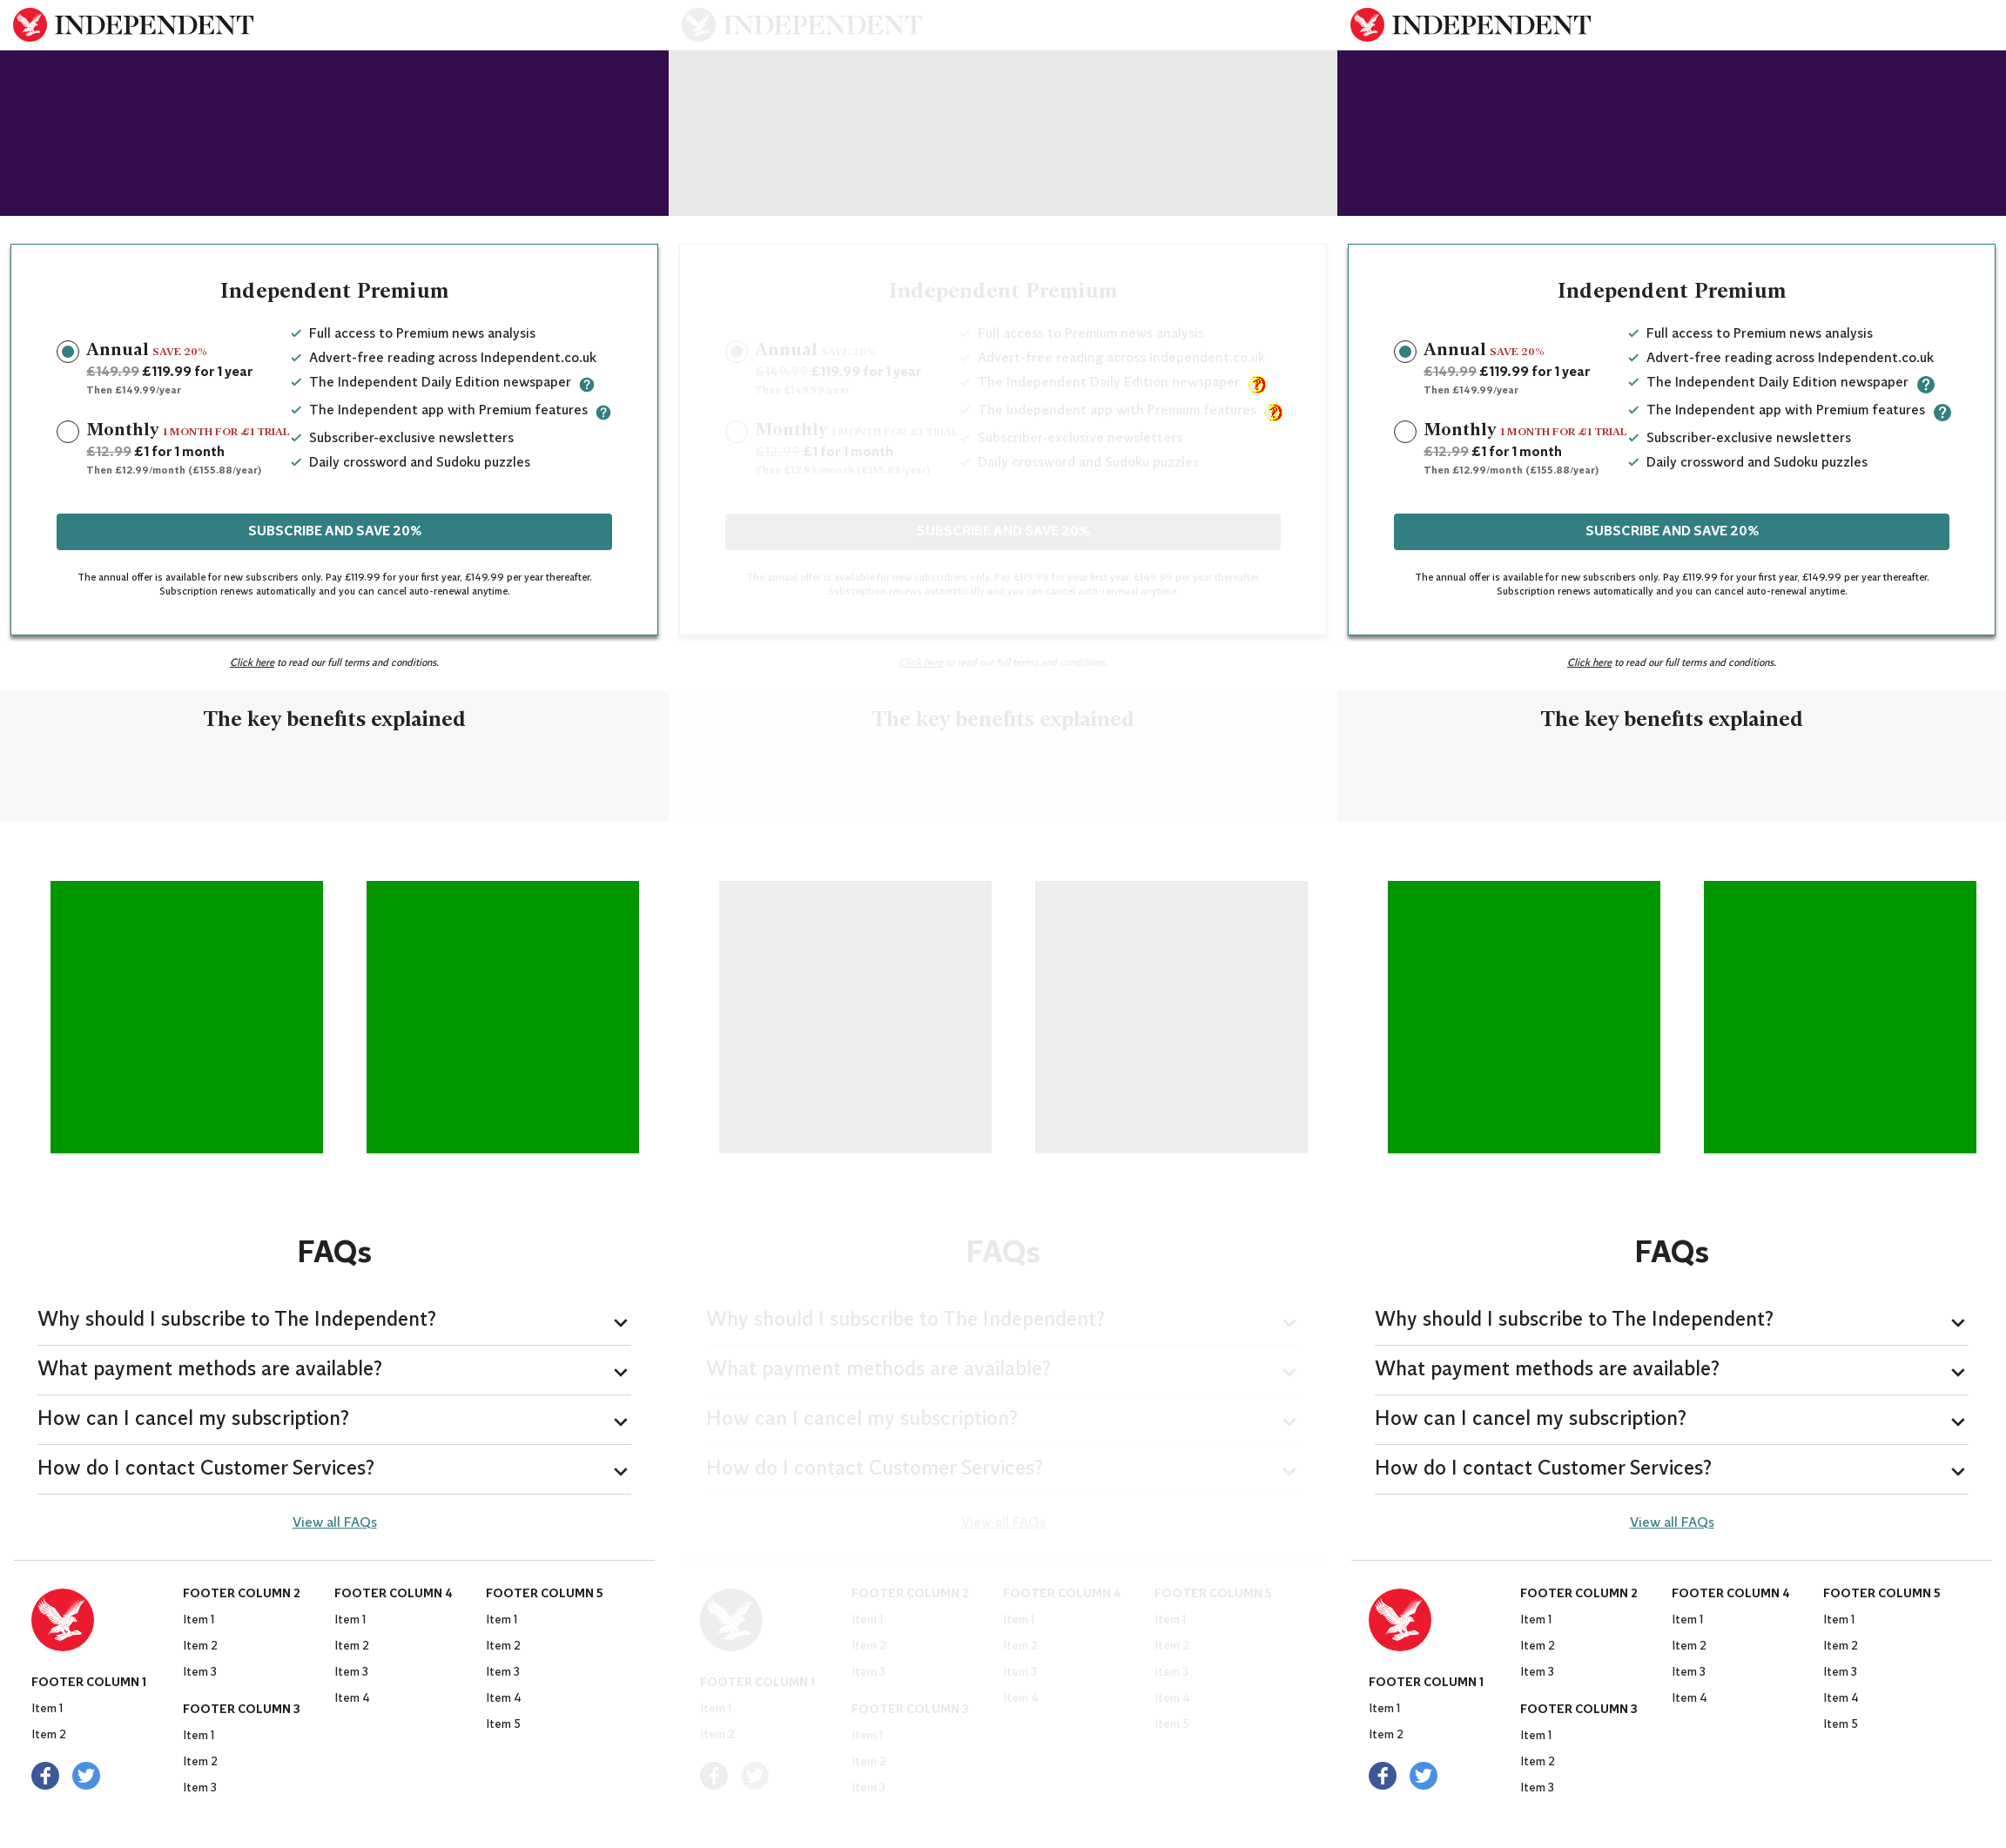 INDEPENDENT
Independent Premium
Annual SAVE 20%
£149.99 £119.99 for 1 year
Then £149.99/year
Monthly 1 MONTH FOR £1 TRIAL
£12.99 £1 for 1 month
Then £12.99/month (£155.88/year)
Full access to Premium news analysis
Advert-free reading across Independent.co.uk
The Independent Daily Edition newspaper ?
The Independent app with Premium features ?
Subscriber-exclusive newsletters
Daily crossword and Sudoku puzzles
SUBSCRIBE AND SAVE 20%
The annual offer is available for new subscribers only. Pay £119.99 for your first year, £149.99 per year thereafter.
Subscription renews automatically and you can cancel auto-renewal anytime.
Click here to read our full terms and conditions.
The key benefits explained
FAQs
Why should I subscribe to The Independent?
What payment methods are available?
How can I cancel my subscription?
How do I contact Customer Services?
View all FAQs
FOOTER COLUMN 1
Item 1
Item 2
FOOTER COLUMN 2
Item 1
Item 2
Item 3
FOOTER COLUMN 3
Item 1
Item 2
Item 3
FOOTER COLUMN 4
Item 1
Item 2
Item 3
Item 4
FOOTER COLUMN 5
Item 1
Item 2
Item 3
Item 4
Item 5
INDEPENDENT
Independent Premium
Annual SAVE 20%
£149.99 £119.99 for 1 year
Then £149.99/year
Monthly 1 MONTH FOR £1 TRIAL
£12.99 £1 for 1 month
Then £12.99/month (£155.88/year)
Full access to Premium news analysis
Advert-free reading across Independent.co.uk
The Independent Daily Edition newspaper ?
The Independent app with Premium features ?
Subscriber-exclusive newsletters
Daily crossword and Sudoku puzzles
SUBSCRIBE AND SAVE 20%
The annual offer is available for new subscribers only. Pay £119.99 for your first year, £149.99 per year thereafter.
Subscription renews automatically and you can cancel auto-renewal anytime.
Click here to read our full terms and conditions.
The key benefits explained
FAQs
Why should I subscribe to The Independent?
What payment methods are available?
How can I cancel my subscription?
How do I contact Customer Services?
View all FAQs
FOOTER COLUMN 1
Item 1
Item 2
FOOTER COLUMN 2
Item 1
Item 2
Item 3
FOOTER COLUMN 3
Item 1
Item 2
Item 3
FOOTER COLUMN 4
Item 1
Item 2
Item 3
Item 4
FOOTER COLUMN 5
Item 1
Item 2
Item 3
Item 4
Item 5
INDEPENDENT
Independent Premium
Annual SAVE 20%
£149.99 £119.99 for 1 year
Then £149.99/year
Monthly 1 MONTH FOR £1 TRIAL
£12.99 £1 for 1 month
Then £12.99/month (£155.88/year)
Full access to Premium news analysis
Advert-free reading across Independent.co.uk
The Independent Daily Edition newspaper ?
The Independent app with Premium features ?
Subscriber-exclusive newsletters
Daily crossword and Sudoku puzzles
SUBSCRIBE AND SAVE 20%
The annual offer is available for new subscribers only. Pay £119.99 for your first year, £149.99 per year thereafter.
Subscription renews automatically and you can cancel auto-renewal anytime.
Click here to read our full terms and conditions.
The key benefits explained
FAQs
Why should I subscribe to The Independent?
What payment methods are available?
How can I cancel my subscription?
How do I contact Customer Services?
View all FAQs
FOOTER COLUMN 1
Item 1
Item 2
FOOTER COLUMN 2
Item 1
Item 2
Item 3
FOOTER COLUMN 3
Item 1
Item 2
Item 3
FOOTER COLUMN 4
Item 1
Item 2
Item 3
Item 4
FOOTER COLUMN 5
Item 1
Item 2
Item 3
Item 4
Item 5